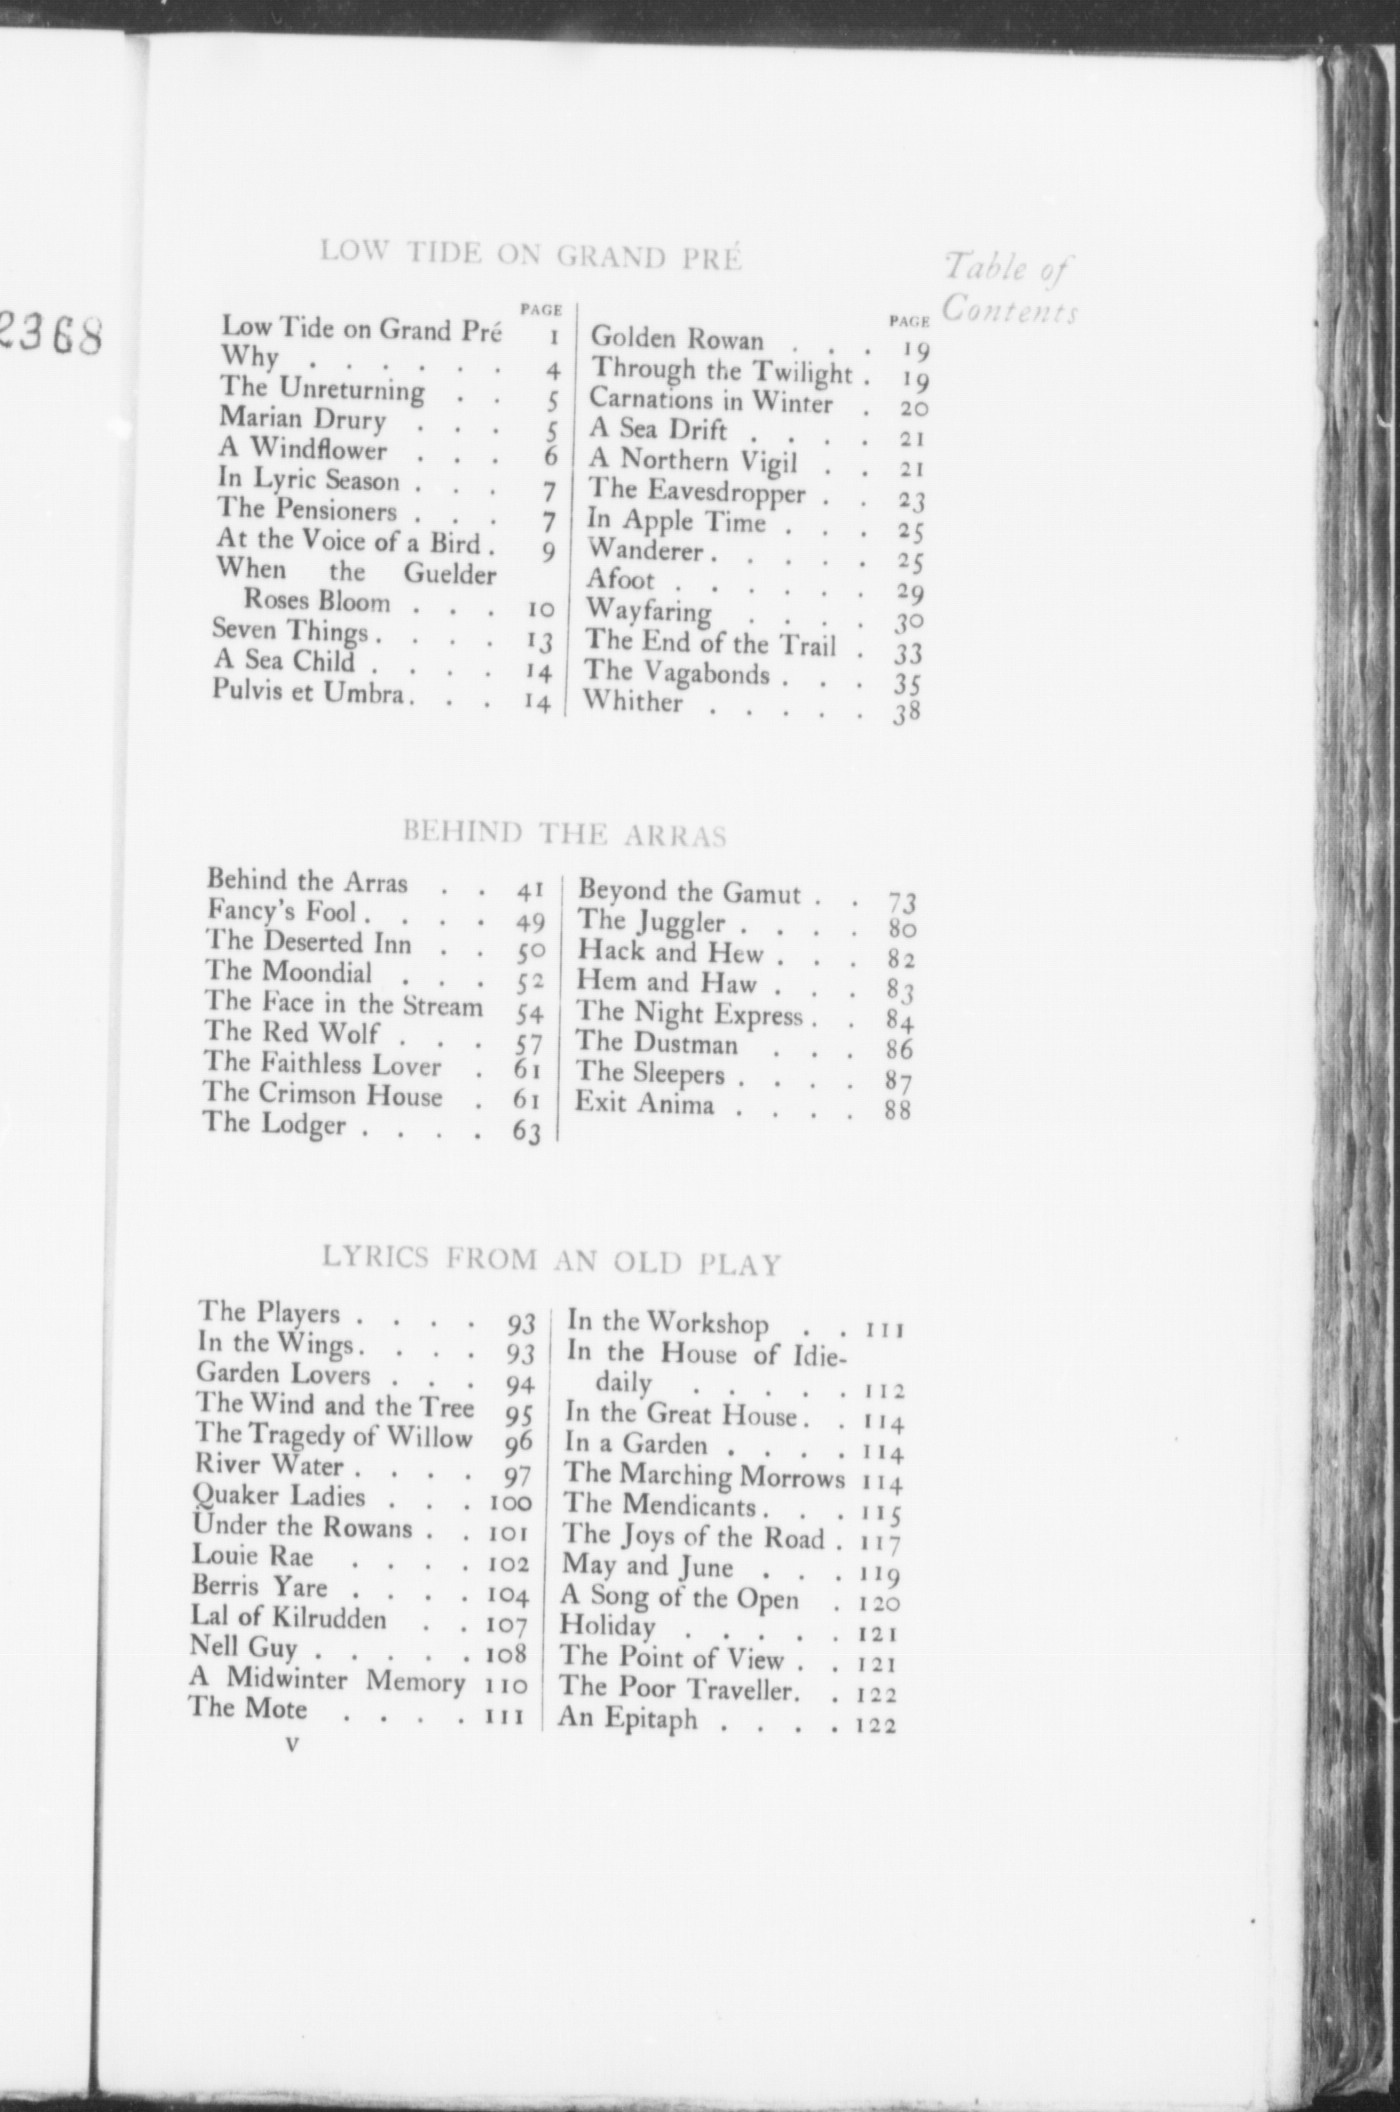 2368
Table of
Contents
LOW TIDE ON GRAND PRÉ
PAGE
Low Tide on Grand Pré 1
Why . . . . . . 4
The Unreturning . . 5
Marian Drury . . . 5
A Windflower . . . 6
In Lyric Season . . . 7
The Pensioners . . . 7
At the Voice of a Bird . 9
When the Guelder
Roses Bloom . . . 10
Seven Things . . . . 13
A Sea Child . . . . 14
Pulvis et Umbra . . . 14
PAGE
Golden Rowan . . . 19
Through the Twilight . 19
Carnations in Winter . 20
A Sea Drift . . . . 21
A Northern Vigil . . 21
The Eavesdropper . . 23
In Apple Time . . . 25
Wanderer . . . . . 25
Afoot . . . . . . 29
Wayfaring . . . . 30
The End of the Trail . 33
The Vagabonds . . . 35
Whither . . . . . 38
BEHIND THE ARRAS
Behind the Arras . . 41
Fancy's Fool . . . . 49
The Deserted Inn . . 50
The Moondial . . . 52
The Face in the Stream 54
The Red Wolf . . . 57
The Faithless Lover . 61
The Crimson House . 61
The Lodger . . . . 63
Beyond the Gamut . . 73
The Juggler . . . . 80
Hack and Hew . . . 82
Hem and Haw . . . 83
The Night Express . . 84
The Dustman . . . 86
The Sleepers . . . . 87
Exit Anima . . . . 88
LYRICS FROM AN OLD PLAY
The Players . . . . 93
In the Wings . . . . 93
Garden Lovers . . . 94
The Wind and the Tree 95
The Tragedy of Willow 96
River Water . . . . 97
Quaker Ladies . . . 100
Under the Rowans . . 101
Louie Rae . . . . 102
Berris Yare . . . . 104
Lal of Kilrudden . . 107
Nell Guy . . . . . 108
A Midwinter Memory 110
The Mote . . . . 111
In the Workshop . . 111
In the House of Idie-
daily . . . . . 112
In the Great House . . 114
In a Garden . . . . 114
The Marching Morrows 114
The Mendicants . . . 115
The Joys of the Road . 117
May and June . . . 119
A Song of the Open . 120
Holiday . . . . . 121
The Point of View . . 121
The Poor Traveller . . 122
An Epitaph . . . . 122
V